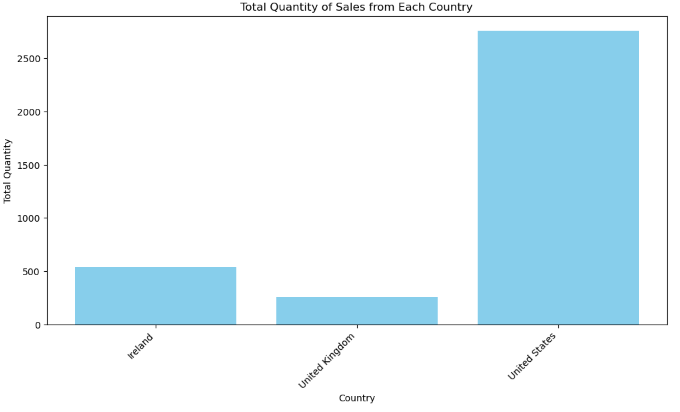 Total Quantity of Sales from Each Country
2500
2000
1500
1000
500
0
Total Quantity
Ireland
United Kingdom
United States
Country